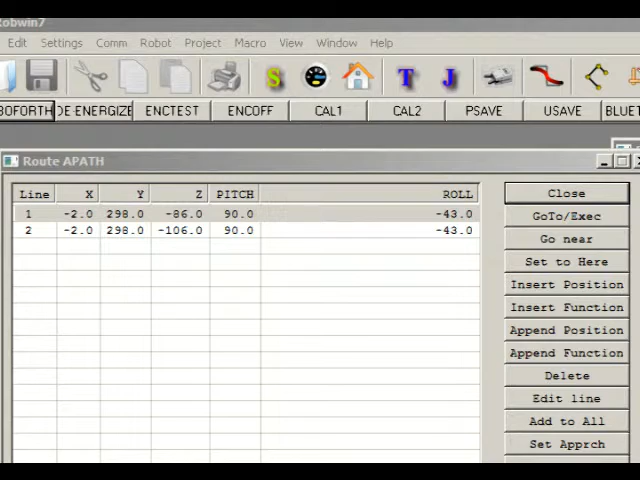 Robwin7
Edit Settings Comm Robot Project Macro View Window Help
S T J
DE-ENERGIZE ENCTEST ENCOFF CAL1 CAL2 PSAVE USAVE
Route APATH
Line X Y Z PITCH ROLL
1 -2.0 298.0 -86.0 90.0 -43.0
2 -2.0 298.0 -106.0 90.0 -43.0
Close
GoTo/Exec
Go near
Set to Here
Insert Position
Insert Function
Append Position
Append Function
Delete
Edit line
Add to All
Set Apprch